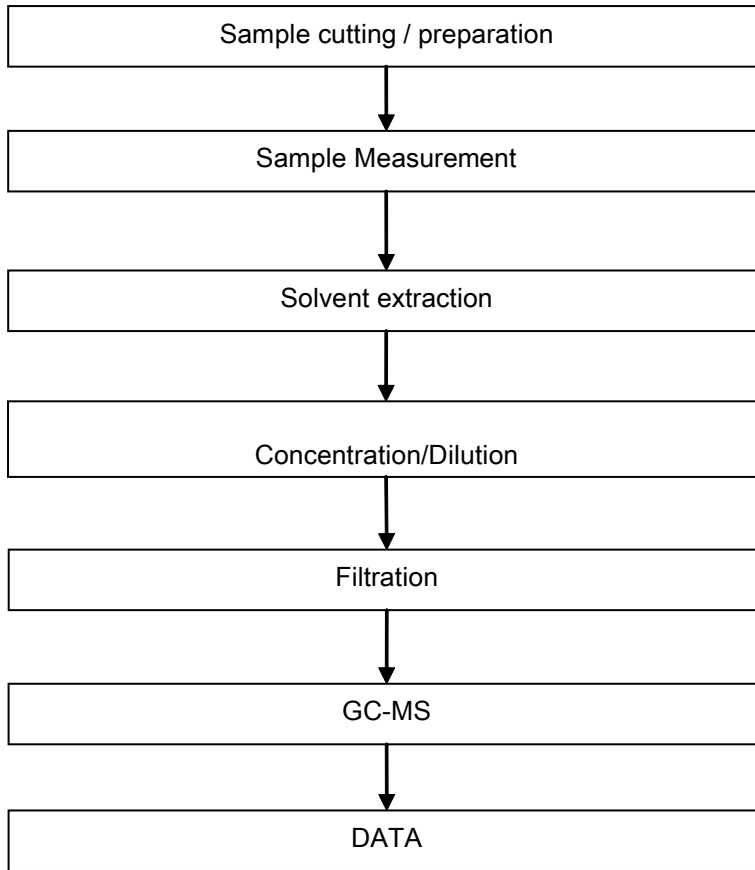 Sample cutting / preparation
Sample Measurement
Solvent extraction
Concentration/Dilution
Filtration
GC-MS
DATA